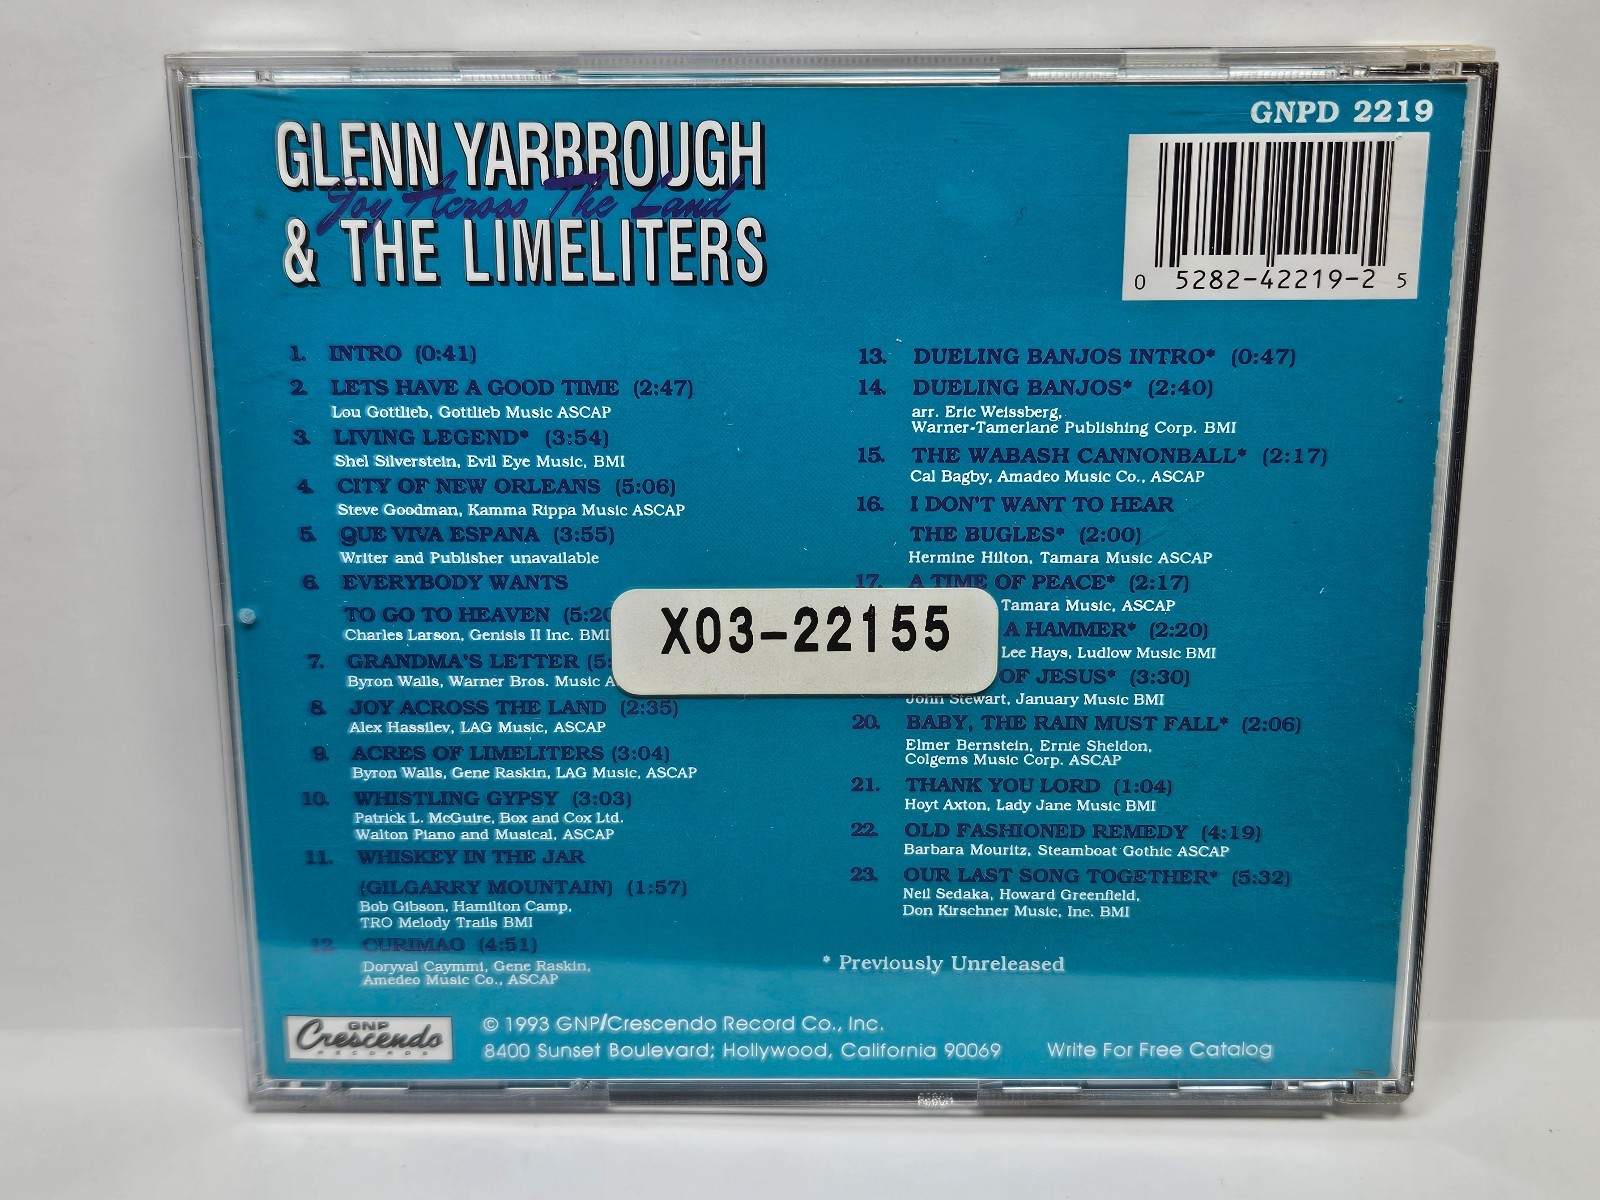 GNPD 2219
GLENN YARBROUGH
Joy Across The Land
& THE LIMELITERS
0 5282-42219-2 5
1. INTRO (0:41)
2. LETS HAVE A GOOD TIME (2:47)
Lou Gottlieb, Gottlieb Music ASCAP
3. LIVING LEGEND* (3:54)
Shel Silverstein, Evil Eye Music, BMI
4. CITY OF NEW ORLEANS (5:06)
Steve Goodman, Kamma Rippa Music ASCAP
5. QUE VIVA ESPANA (3:55)
Writer and Publisher unavailable
6. EVERYBODY WANTS
TO GO TO HEAVEN (5:20
Charles Larson, Genisis II Inc. BMI
7. GRANDMA'S LETTER (5:
Byron Walls, Warner Bros. Music A
8. JOY ACROSS THE LAND (2:35)
Alex Hassilev, LAG Music, ASCAP
9. ACRES OF LIMELITERS (3:04)
Byron Walls, Gene Raskin, LAG Music, ASCAP
10. WHISTLING GYPSY (3:03)
Patrick L. McGuire, Box and Cox Ltd.
Walton Piano and Musical, ASCAP
11. WHISKEY IN THE JAR
(GILGARRY MOUNTAIN) (1:57)
Bob Gibson, Hamilton Camp,
TRO Melody Trails BMI
12. CURIMAO (4:51)
Doryval Caymmi, Gene Raskin,
Amedeo Music Co., ASCAP
13. DUELING BANJOS INTRO* (0:47)
14. DUELING BANJOS* (2:40)
arr. Eric Weissberg,
Warner-Tamerlane Publishing Corp. BMI
15. THE WABASH CANNONBALL* (2:17)
Cal Bagby, Amadeo Music Co., ASCAP
16. I DON'T WANT TO HEAR
THE BUGLES* (2:00)
Hermine Hilton, Tamara Music ASCAP
17. A TIME OF PEACE* (2:17)
Tamara Music, ASCAP
A HAMMER* (2:20)
Lee Hays, Ludlow Music BMI
OF JESUS* (3:30)
John Stewart, January Music BMI
20. BABY, THE RAIN MUST FALL* (2:06)
Elmer Bernstein, Ernie Sheldon,
Colgems Music Corp. ASCAP
21. THANK YOU LORD (1:04)
Hoyt Axton, Lady Jane Music BMI
22. OLD FASHIONED REMEDY (4:19)
Barbara Mouritz, Steamboat Gothic ASCAP
23. OUR LAST SONG TOGETHER* (5:32)
Neil Sedaka, Howard Greenfield,
Don Kirschner Music, Inc. BMI
X03-22155
* Previously Unreleased
GNP
Crescendo
RECORDS
© 1993 GNP/Crescendo Record Co., Inc.
8400 Sunset Boulevard; Hollywood, California 90069 Write For Free Catalog